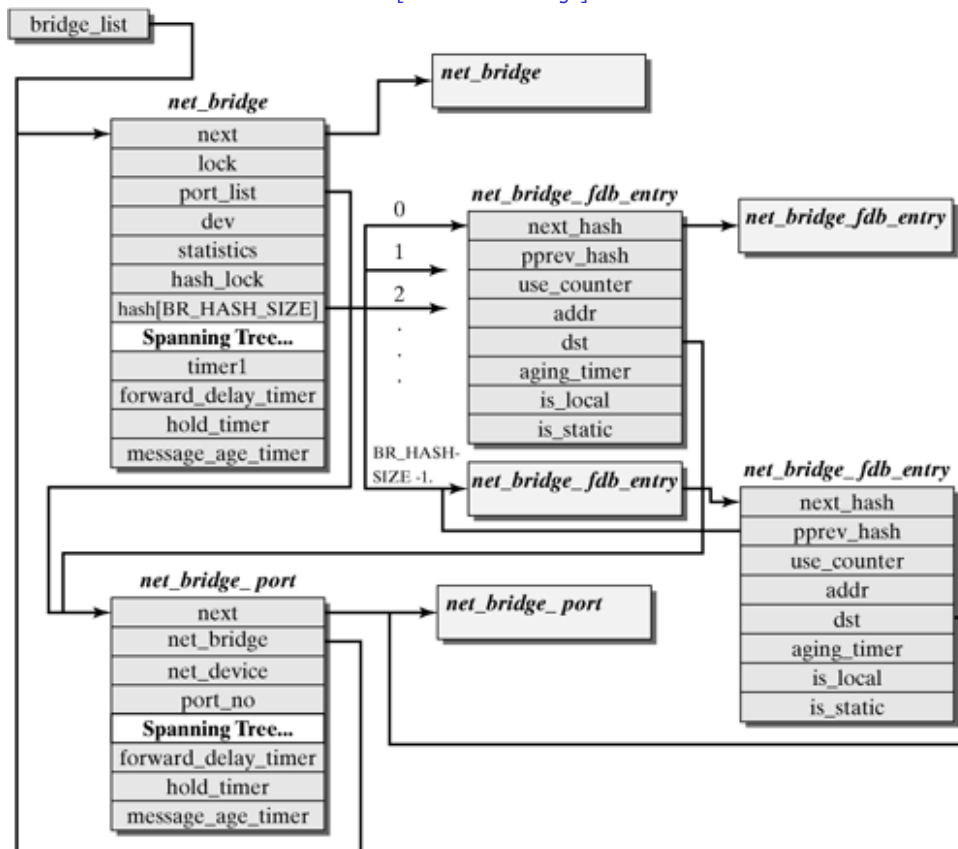 bridge_list
net_bridge
next
lock
port_list
dev
statistics
hash_lock
hash[BR_HASH_SIZE]
Spanning Tree...
timer1
forward_delay_timer
hold_timer
message_age_timer
net_bridge
0
1
2
.
.
.
BR_HASH-
SIZE -1.
net_bridge_fdb_entry
next_hash
pprev_hash
use_counter
addr
dst
aging_timer
is_local
is_static
net_bridge_fdb_entry
net_bridge_fdb_entry
net_bridge_fdb_entry
next_hash
pprev_hash
use_counter
addr
dst
aging_timer
is_local
is_static
net_bridge_port
next
net_bridge
net_device
port_no
Spanning Tree...
forward_delay_timer
hold_timer
message_age_timer
net_bridge_port